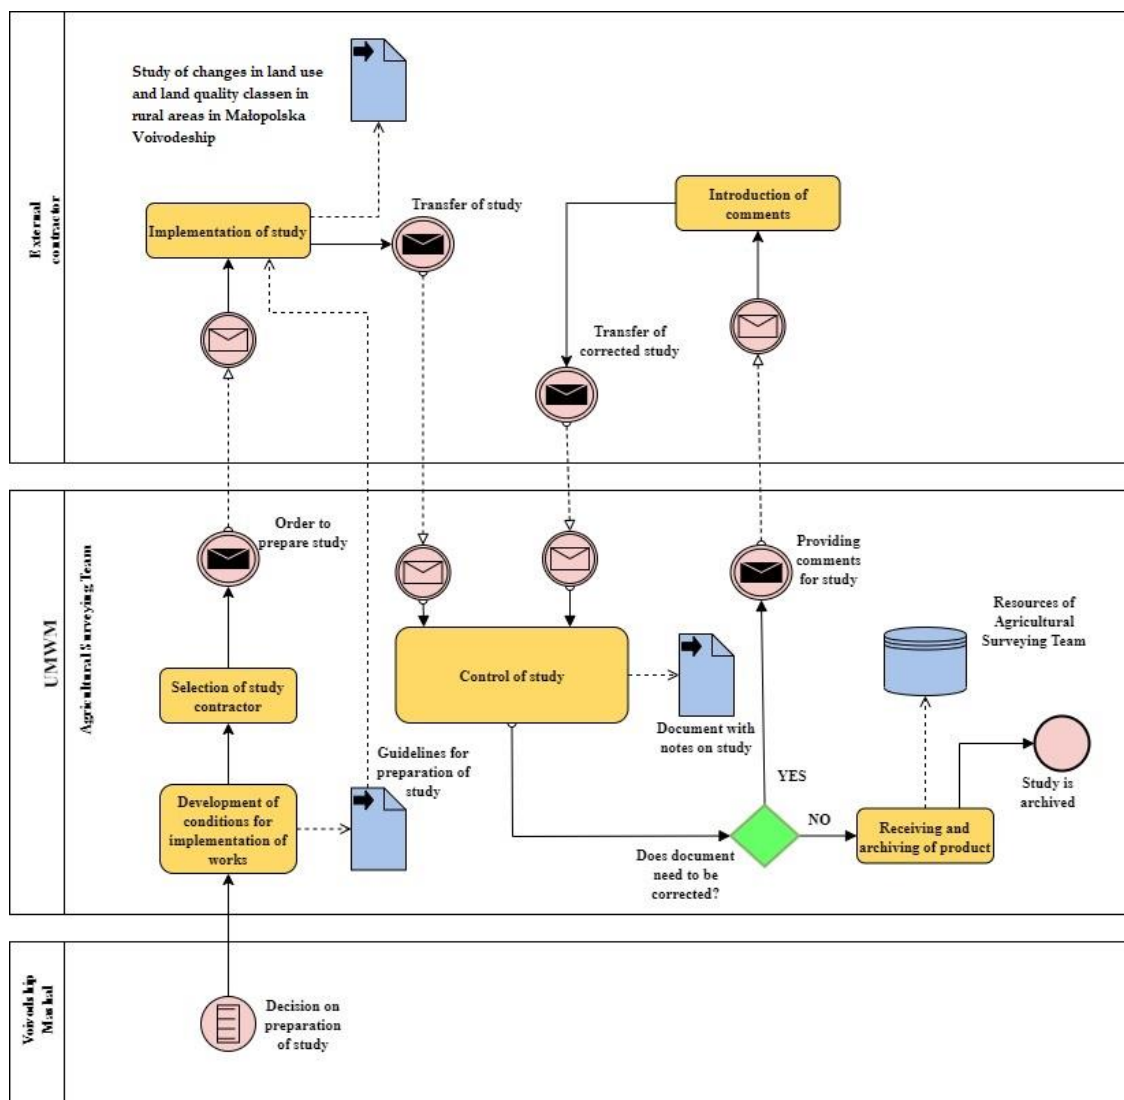 External
contractor
Study of changes in land use
and land quality classen in
rural areas in Małopolska
Voivodeship
Implementation of study
Transfer of study
Introduction of
comments
Transfer of
corrected study
UMWM
Agricultural Surveying Team
Order to
prepare study
Providing
comments
for study
Resources of
Agricultural
Surveying Team
Selection of study
contractor
Control of study
Document with
notes on study
Guidelines for
preparation of
study
Development of
conditions for
implementation of
works
YES
NO
Does document
need to be
corrected?
Receiving and
archiving of product
Study is
archived
Voivodship
Decision on
preparation
of study